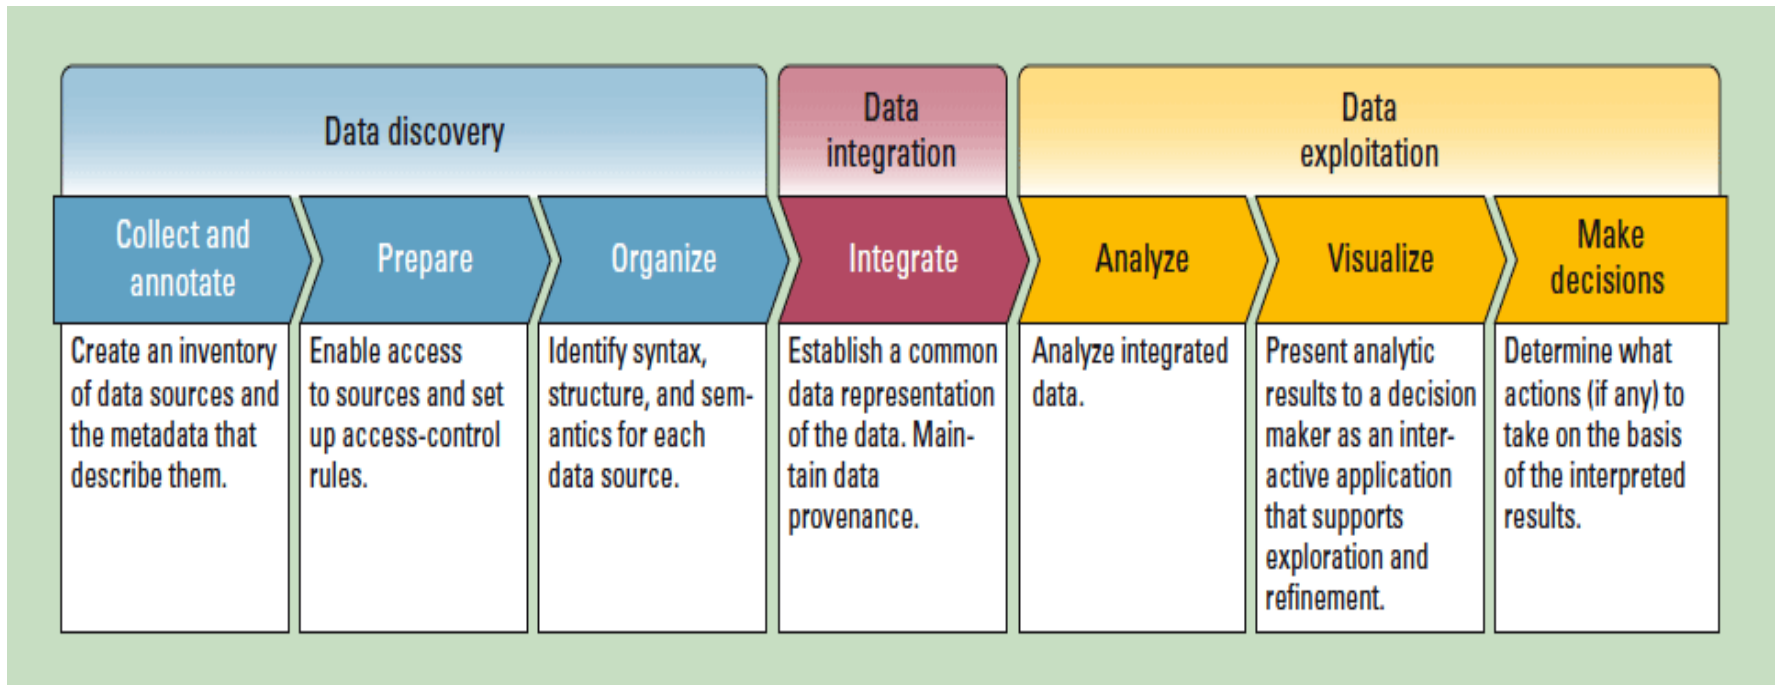 Data discovery
Data
integration
Data
exploitation
Collect and
annotate
Prepare
Organize
Integrate
Analyze
Visualize
Make
decisions
Create an inventory
of data sources and
the metadata that
describe them.
Enable access
to sources and set
up access-control
rules.
Identify syntax,
structure, and sem-
antics for each
data source.
Establish a common
data representation
of the data. Main-
tain data
provenance.
Analyze integrated
data.
Present analytic
results to a decision
maker as an inter-
active application
that supports
exploration and
refinement.
Determine what
actions (if any) to
take on the basis
of the interpreted
results.